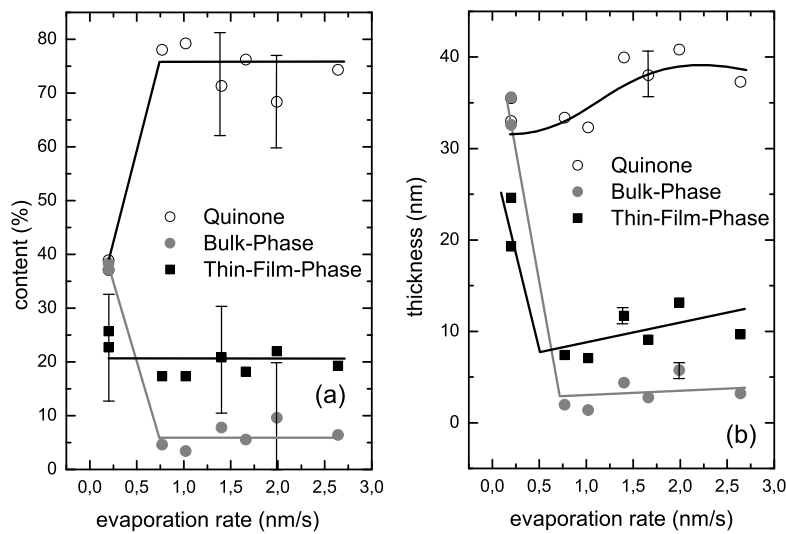 80
70
60
50
40
30
20
10
0
content (%)
Quinone
Bulk-Phase
Thin-Film-Phase
(a)
0,0 0,5 1,0 1,5 2,0 2,5 3,0
evaporation rate (nm/s)
40
30
20
10
0
thickness (nm)
Quinone
Bulk-Phase
Thin-Film-Phase
(b)
0,0 0,5 1,0 1,5 2,0 2,5 3,0
evaporation rate (nm/s)